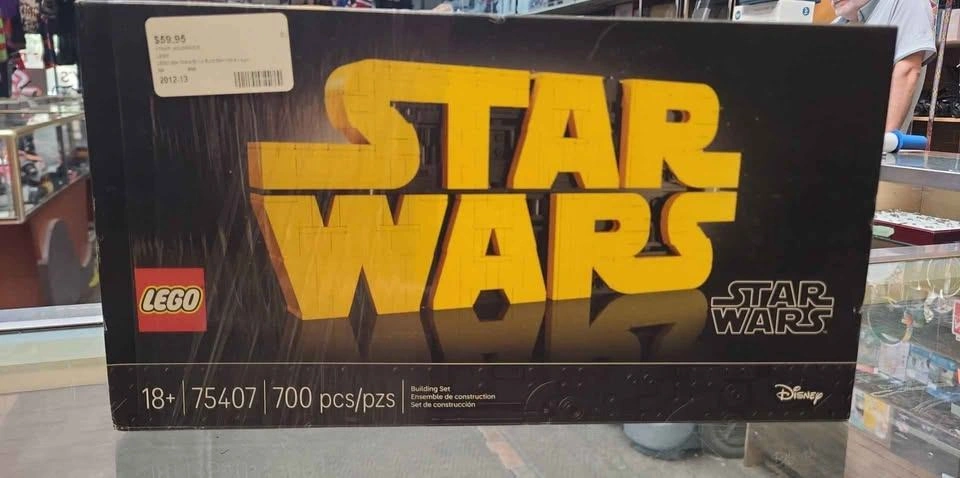 $59.95
2012-13
STAR
WARS
LEGO
STAR
WARS
18+ | 75407 | 700 pcs/pzs
Building Set
Ensemble de construction
Set de construcción
Disney